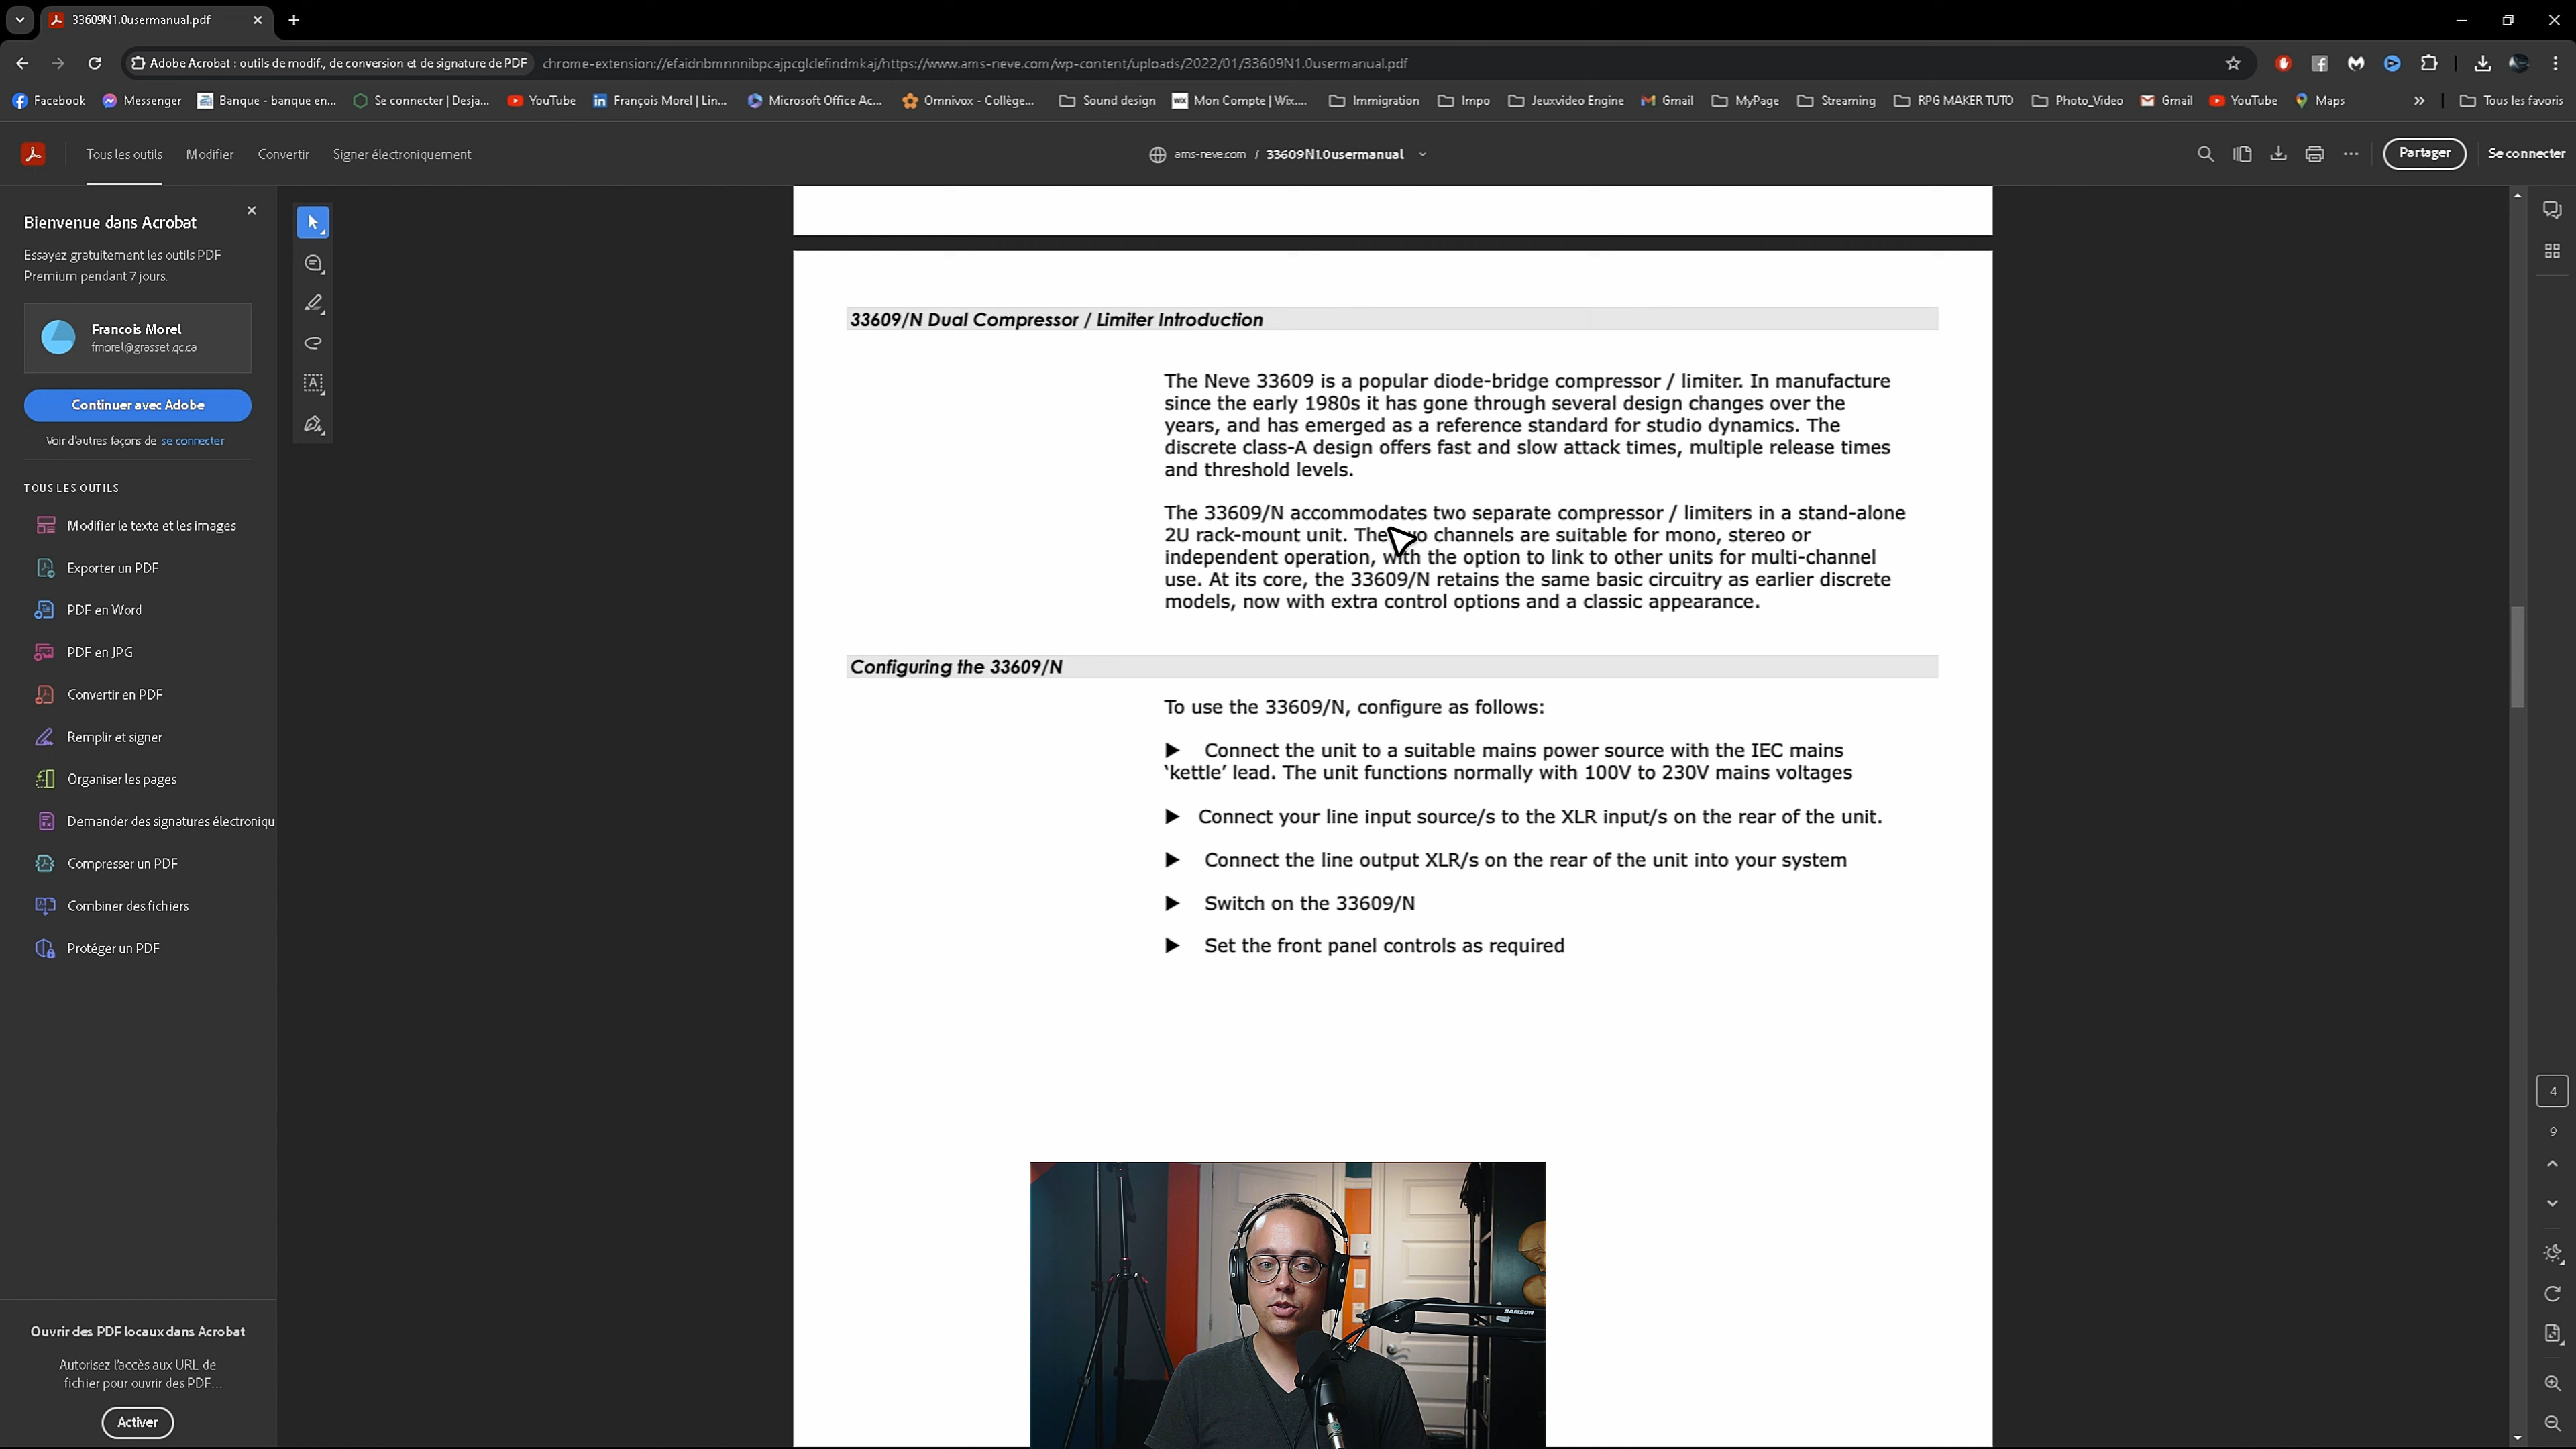 33609N1.0usermanual.pdf
Adobe Acrobat : outils de modif., de conversion et de signature de PDF
chrome-extension://efaidnbmnnnibpcajpcglclefindmkaj/https://www.ams-neve.com/wp-content/uploads/2022/01/33609N1.0usermanual.pdf
Facebook Messenger Banque - banque en... Se connecter | Desja... YouTube François Morel | Lin... Microsoft Office Ac... Omnivox - Collège... Sound design Mon Compte | Wix.... Immigration Impo Jeuxvideo Engine Gmail MyPage Streaming RPG MAKER TUTO Photo_Video Gmail YouTube Maps » Tous les favoris
Tous les outils Modifier Convertir Signer électroniquement
ams-neve.com / 33609N1.0usermanual
Partager Se connecter
Bienvenue dans Acrobat
Essayez gratuitement les outils PDF
Premium pendant 7 jours.
Francois Morel
fmorel@grasset.qc.ca
Continuer avec Adobe
Voir d'autres façons de se connecter
TOUS LES OUTILS
Modifier le texte et les images
Exporter un PDF
PDF en Word
PDF en JPG
Convertir en PDF
Remplir et signer
Organiser les pages
Demander des signatures électroniqu
Compresser un PDF
Combiner des fichiers
Protéger un PDF
Ouvrir des PDF locaux dans Acrobat
Autorisez l'accès aux URL de
fichier pour ouvrir des PDF...
Activer
33609/N Dual Compressor / Limiter Introduction
The Neve 33609 is a popular diode-bridge compressor / limiter. In manufacture
since the early 1980s it has gone through several design changes over the
years, and has emerged as a reference standard for studio dynamics. The
discrete class-A design offers fast and slow attack times, multiple release times
and threshold levels.
The 33609/N accommodates two separate compressor / limiters in a stand-alone
2U rack-mount unit. The two channels are suitable for mono, stereo or
independent operation, with the option to link to other units for multi-channel
use. At its core, the 33609/N retains the same basic circuitry as earlier discrete
models, now with extra control options and a classic appearance.
Configuring the 33609/N
To use the 33609/N, configure as follows:
▶ Connect the unit to a suitable mains power source with the IEC mains
‘kettle’ lead. The unit functions normally with 100V to 230V mains voltages
▶ Connect your line input source/s to the XLR input/s on the rear of the unit.
▶ Connect the line output XLR/s on the rear of the unit into your system
▶ Switch on the 33609/N
▶ Set the front panel controls as required
SAMSON
4
9